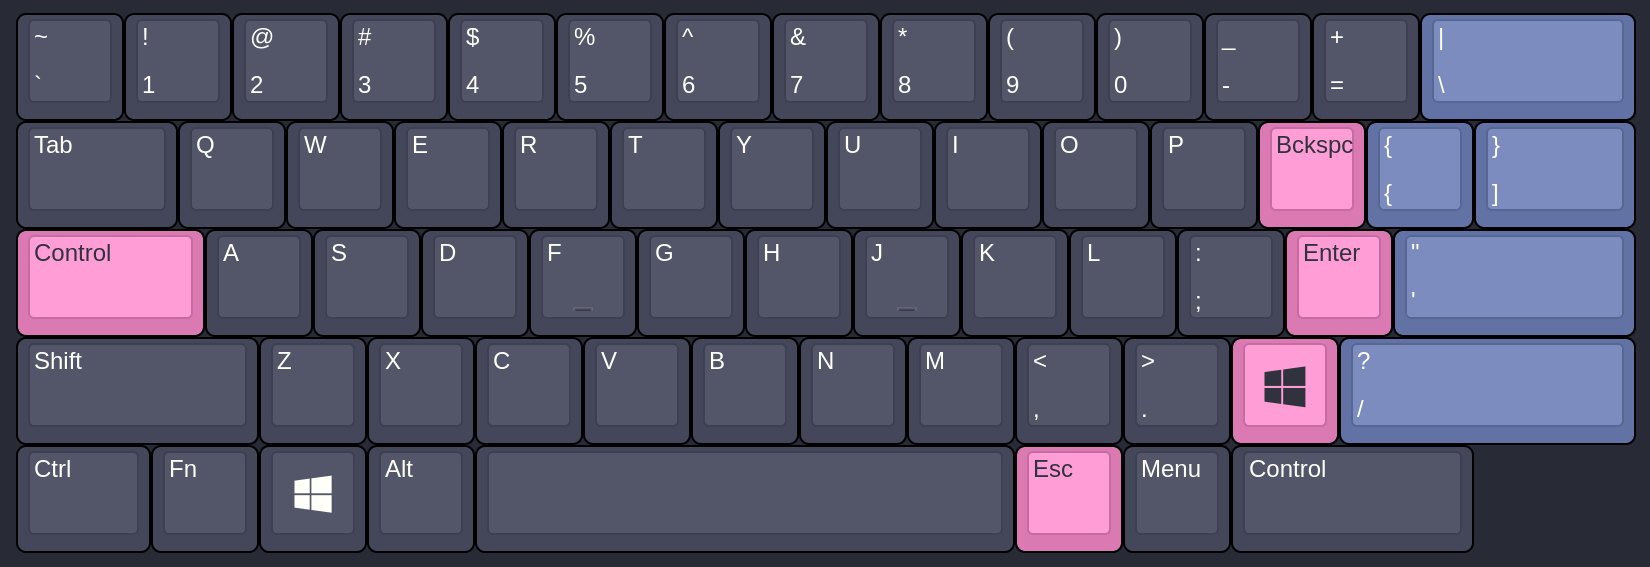 ~ ! @ # $ % ^ & * ( ) _ + |
` 1 2 3 4 5 6 7 8 9 0 - = \
Tab Q W E R T Y U I O P Bckspc { }
{ ]
Control A S D F G H J K L : Enter "
; '
Shift Z X C V B N M < > ?
, . /
Ctrl Fn Alt Esc Menu Control